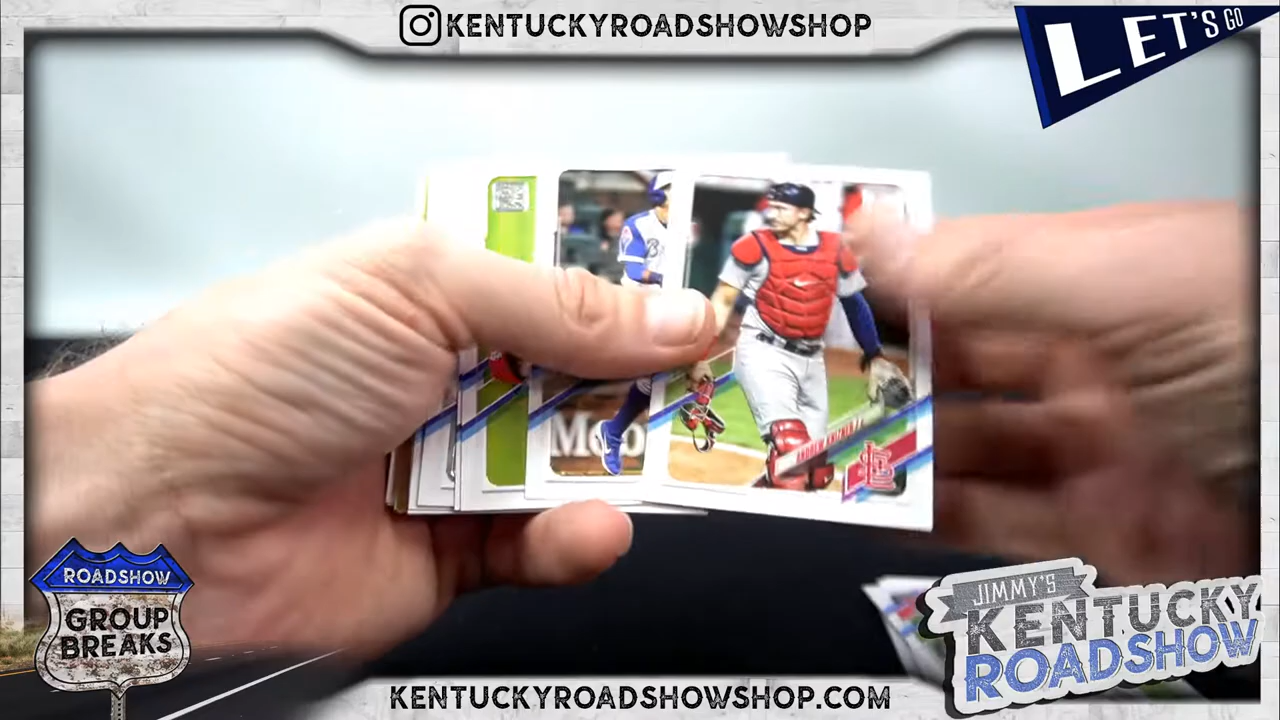 KENTUCKYROADSHOWSHOP
LET'S GO
ROADSHOW
GROUP
BREAKS
JIMMY'S
KENTUCKY
ROADSHOW
KENTUCKYROADSHOWSHOP.COM